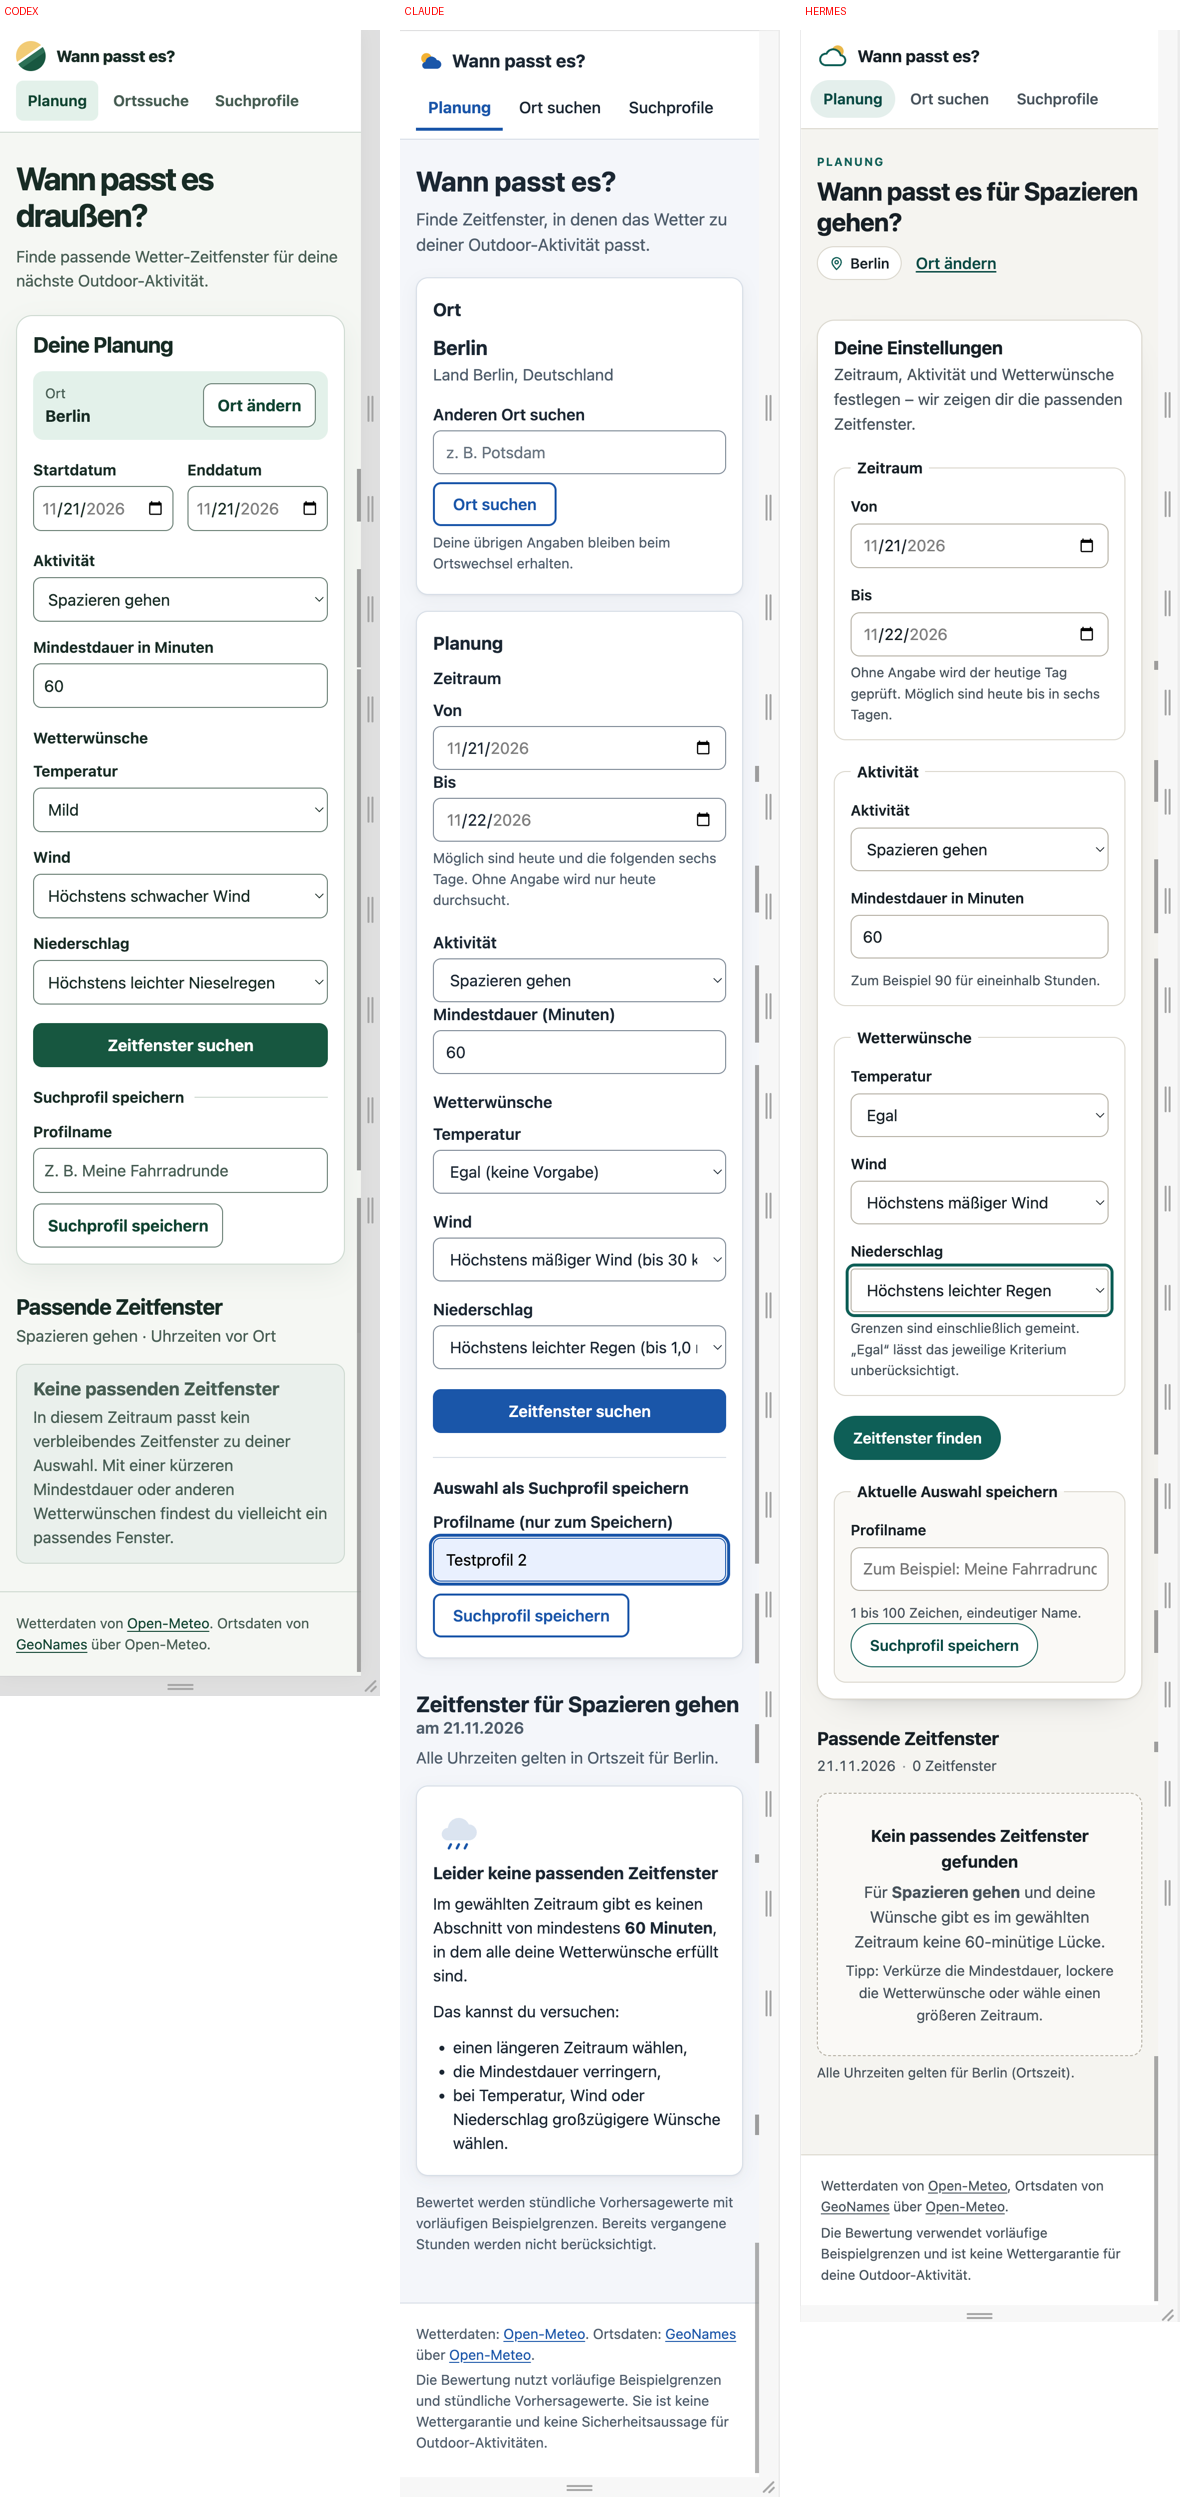 CODEX
Wann passt es?
Planung Ortssuche Suchprofile
Wann passt es
draußen?
Finde passende Wetter-Zeitfenster für deine
nächste Outdoor-Aktivität.
Deine Planung
Ort
Berlin
Ort ändern
Startdatum Enddatum
11/21/2026 11/21/2026
Aktivität
Spazieren gehen
Mindestdauer in Minuten
60
Wetterwünsche
Temperatur
Mild
Wind
Höchstens schwacher Wind
Niederschlag
Höchstens leichter Nieselregen
Zeitfenster suchen
Suchprofil speichern
Profilname
Z. B. Meine Fahrradrunde
Suchprofil speichern
Passende Zeitfenster
Spazieren gehen · Uhrzeiten vor Ort
Keine passenden Zeitfenster
In diesem Zeitraum passt kein
verbleibendes Zeitfenster zu deiner
Auswahl. Mit einer kürzeren
Mindestdauer oder anderen
Wetterwünschen findest du vielleicht ein
passendes Fenster.
Wetterdaten von Open-Meteo. Ortsdaten von
GeoNames über Open-Meteo.
CLAUDE
Wann passt es?
Planung Ort suchen Suchprofile
Wann passt es?
Finde Zeitfenster, in denen das Wetter zu
deiner Outdoor-Aktivität passt.
Ort
Berlin
Land Berlin, Deutschland
Anderen Ort suchen
z. B. Potsdam
Ort suchen
Deine übrigen Angaben bleiben beim
Ortswechsel erhalten.
Planung
Zeitraum
Von
11/21/2026
Bis
11/22/2026
Möglich sind heute und die folgenden sechs
Tage. Ohne Angabe wird nur heute
durchsucht.
Aktivität
Spazieren gehen
Mindestdauer (Minuten)
60
Wetterwünsche
Temperatur
Egal (keine Vorgabe)
Wind
Höchstens mäßiger Wind (bis 30 k
Niederschlag
Höchstens leichter Regen (bis 1,0
Zeitfenster suchen
Auswahl als Suchprofil speichern
Profilname (nur zum Speichern)
Testprofil 2
Suchprofil speichern
Zeitfenster für Spazieren gehen
am 21.11.2026
Alle Uhrzeiten gelten in Ortszeit für Berlin.
Leider keine passenden Zeitfenster
Im gewählten Zeitraum gibt es keinen
Abschnitt von mindestens 60 Minuten,
in dem alle deine Wetterwünsche erfüllt
sind.
Das kannst du versuchen:
• einen längeren Zeitraum wählen,
• die Mindestdauer verringern,
• bei Temperatur, Wind oder
Niederschlag großzügigere Wünsche
wählen.
Bewertet werden stündliche Vorhersagewerte mit
vorläufigen Beispielgrenzen. Bereits vergangene
Stunden werden nicht berücksichtigt.
Wetterdaten: Open-Meteo. Ortsdaten: GeoNames
über Open-Meteo.
Die Bewertung nutzt vorläufige Beispielgrenzen
und stündliche Vorhersagewerte. Sie ist keine
Wettergarantie und keine Sicherheitsaussage für
Outdoor-Aktivitäten.
HERMES
Wann passt es?
Planung Ort suchen Suchprofile
PLANUNG
Wann passt es für Spazieren
gehen?
Berlin Ort ändern
Deine Einstellungen
Zeitraum, Aktivität und Wetterwünsche
festlegen – wir zeigen dir die passenden
Zeitfenster.
Zeitraum
Von
11/21/2026
Bis
11/22/2026
Ohne Angabe wird der heutige Tag
geprüft. Möglich sind heute bis in sechs
Tagen.
Aktivität
Aktivität
Spazieren gehen
Mindestdauer in Minuten
60
Zum Beispiel 90 für eineinhalb Stunden.
Wetterwünsche
Temperatur
Egal
Wind
Höchstens mäßiger Wind
Niederschlag
Höchstens leichter Regen
Grenzen sind einschließlich gemeint.
„Egal“ lässt das jeweilige Kriterium
unberücksichtigt.
Zeitfenster finden
Aktuelle Auswahl speichern
Profilname
Zum Beispiel: Meine Fahrradrunc
1 bis 100 Zeichen, eindeutiger Name.
Suchprofil speichern
Passende Zeitfenster
21.11.2026 · 0 Zeitfenster
Kein passendes Zeitfenster
gefunden
Für Spazieren gehen und deine
Wünsche gibt es im gewählten
Zeitraum keine 60-minütige Lücke.
Tipp: Verkürze die Mindestdauer, lockere
die Wetterwünsche oder wähle einen
größeren Zeitraum.
Alle Uhrzeiten gelten für Berlin (Ortszeit).
Wetterdaten von Open-Meteo, Ortsdaten von
GeoNames über Open-Meteo.
Die Bewertung verwendet vorläufige
Beispielgrenzen und ist keine Wettergarantie für
deine Outdoor-Aktivität.